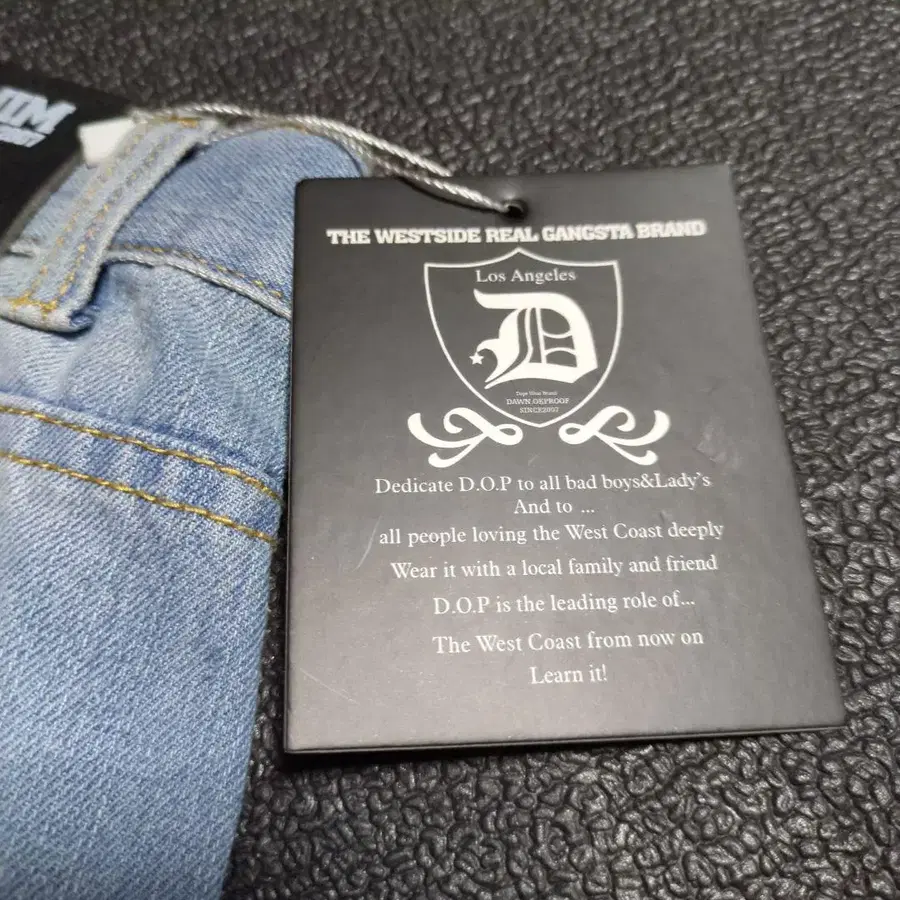 IM
THE WESTSIDE REAL GANGSTA BRAND
Los Angeles
D
DAWN OEPROOF
SINCE2007
Dedicate D.O.P to all bad boys&Lady's
And to ...
all people loving the West Coast deeply
Wear it with a local family and friend
D.O.P is the leading role of...
The West Coast from now on
Learn it!